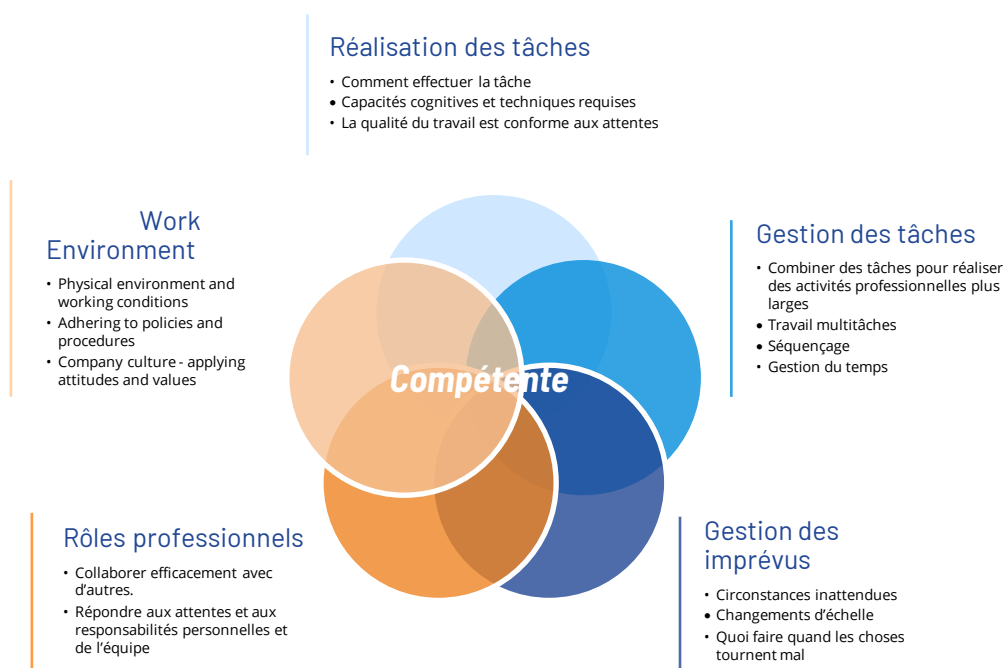 Réalisation des tâches
• Comment effectuer la tâche
• Capacités cognitives et techniques requises
• La qualité du travail est conforme aux attentes
Work
Environment
• Physical environment and
working conditions
• Adhering to policies and
procedures
• Company culture - applying
attitudes and values
Gestion des tâches
• Combiner des tâches pour réaliser
des activités professionnelles plus
larges
• Travail multitâches
• Séquençage
• Gestion du temps
Compétente
Rôles professionnels
• Collaborer efficacement avec
d'autres.
• Répondre aux attentes et aux
responsabilités personnelles et
de l'équipe
Gestion des
imprévus
• Circonstances inattendues
• Changements d'échelle
• Quoi faire quand les choses
tournent mal